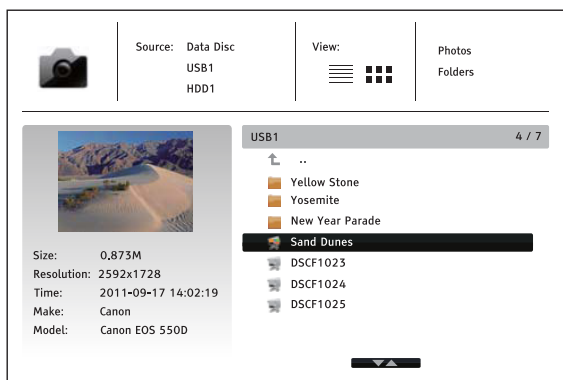 Source: Data Disc
USB1
HDD1
View:
Photos
Folders
USB1 4 / 7
..
Yellow Stone
Yosemite
New Year Parade
Sand Dunes
DSCF1023
DSCF1024
DSCF1025
Size: 0.873M
Resolution: 2592x1728
Time: 2011-09-17 14:02:19
Make: Canon
Model: Canon EOS 550D